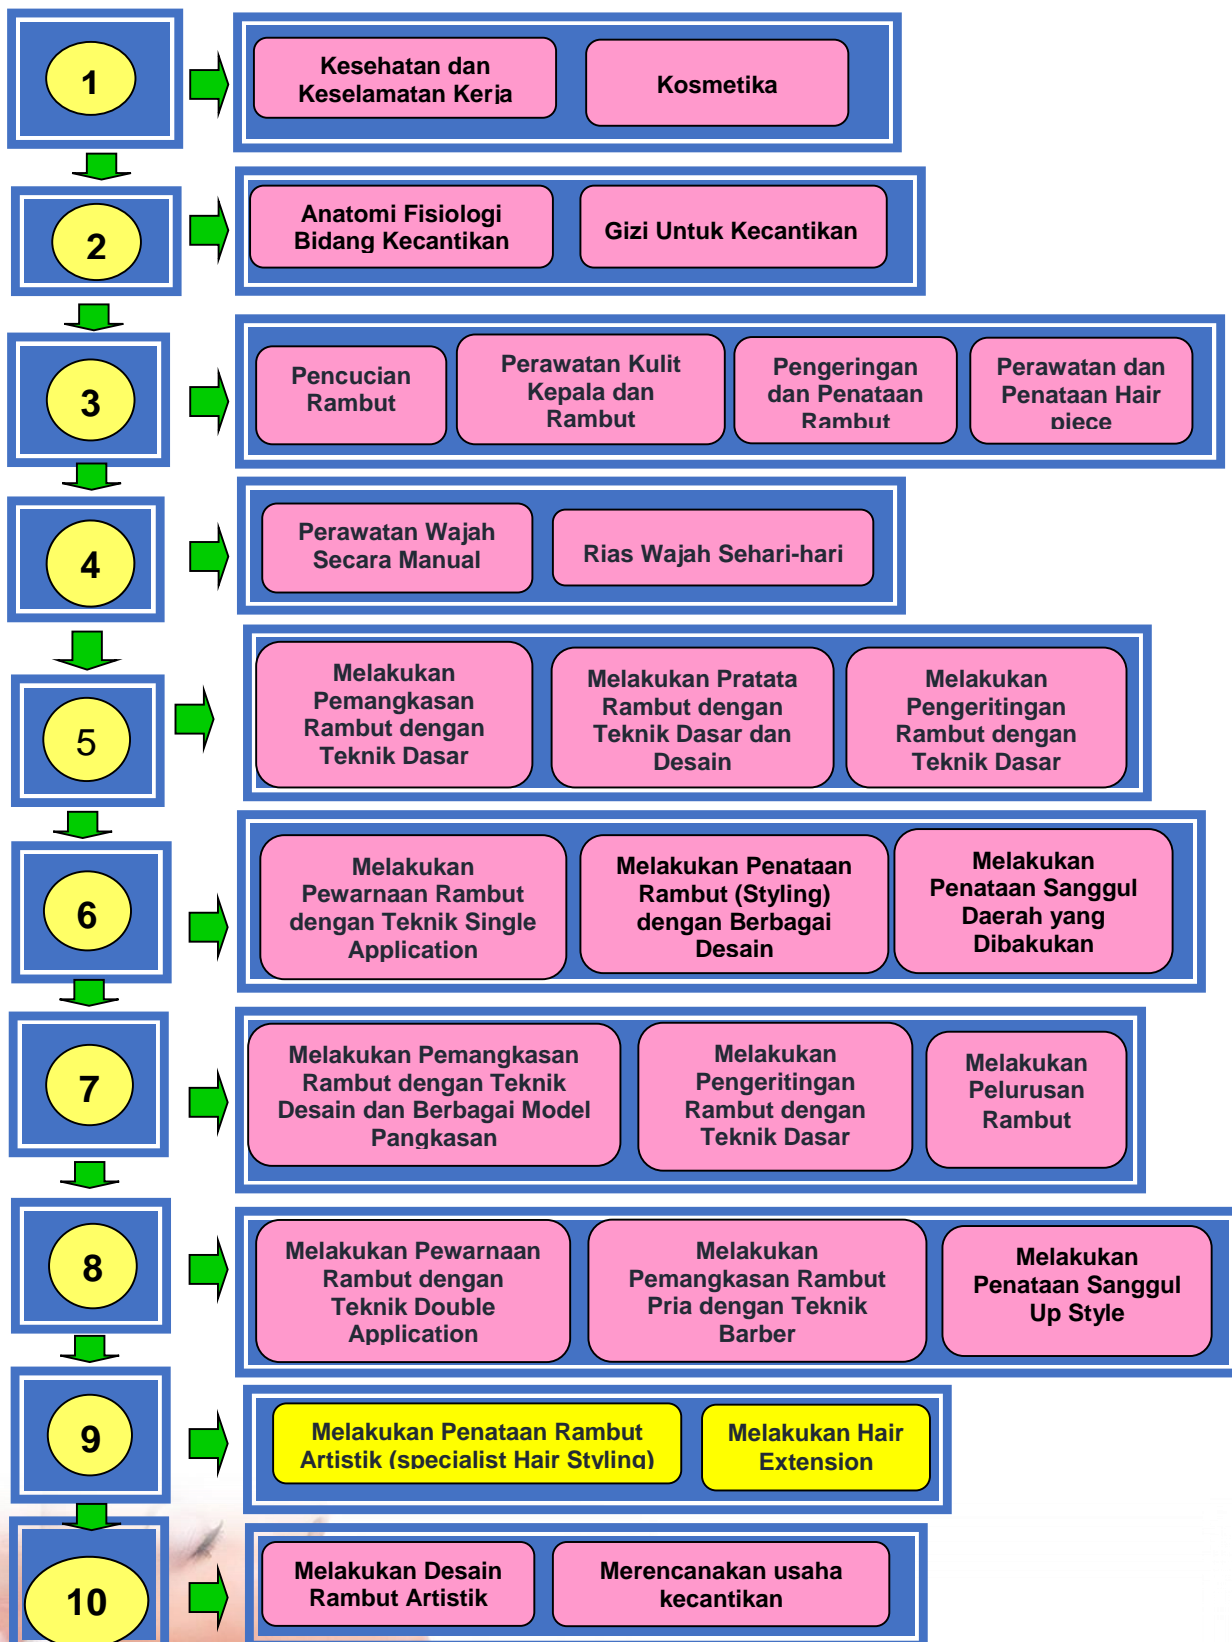 1
Kesehatan dan
Keselamatan Kerja
Kosmetika
2
Anatomi Fisiologi
Bidang Kecantikan
Gizi Untuk Kecantikan
3
Pencucian
Rambut
Perawatan Kulit
Kepala dan
Rambut
Pengeringan
dan Penataan
Rambut
Perawatan dan
Penataan Hair
piece
4
Perawatan Wajah
Secara Manual
Rias Wajah Sehari-hari
5
Melakukan
Pemangkasan
Rambut dengan
Teknik Dasar
Melakukan Pratata
Rambut dengan
Teknik Dasar dan
Desain
Melakukan
Pengeritingan
Rambut dengan
Teknik Dasar
6
Melakukan
Pewarnaan Rambut
dengan Teknik Single
Application
Melakukan Penataan
Rambut (Styling)
dengan Berbagai
Desain
Melakukan
Penataan Sanggul
Daerah yang
Dibakukan
7
Melakukan Pemangkasan
Rambut dengan Teknik
Desain dan Berbagai Model
Pangkasan
Melakukan
Pengeritingan
Rambut dengan
Teknik Dasar
Melakukan
Pelurusan
Rambut
8
Melakukan Pewarnaan
Rambut dengan
Teknik Double
Application
Melakukan
Pemangkasan Rambut
Pria dengan Teknik
Barber
Melakukan
Penataan Sanggul
Up Style
9
Melakukan Penataan Rambut
Artistik (specialist Hair Styling)
Melakukan Hair
Extension
10
Melakukan Desain
Rambut Artistik
Merencanakan usaha
kecantikan